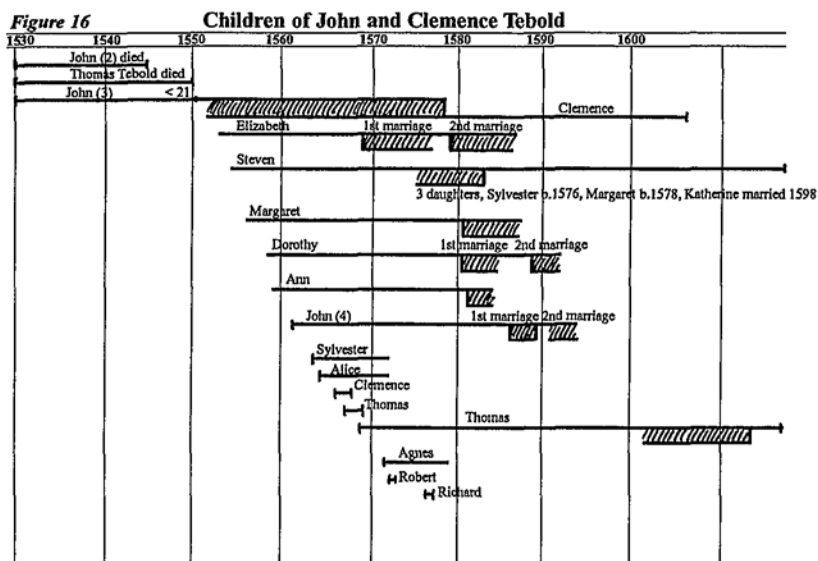 Figure 16 Children of John and Clemence Tebold
1530 1540 1550 1560 1570 1580 1590 1600
John (2) died
Thomas Tebold died
John (3) < 21
Clemence
Elizabeth 1st marriage 2nd marriage
Steven
3 daughters, Sylvester b.1576, Margaret b.1578, Katherine married 1598
Margaret
Dorothy 1st marriage 2nd marriage
Ann
John (4) 1st marriage 2nd marriage
Sylvester
Alice
Clemence
Thomas
Thomas
Agnes
Robert
Richard